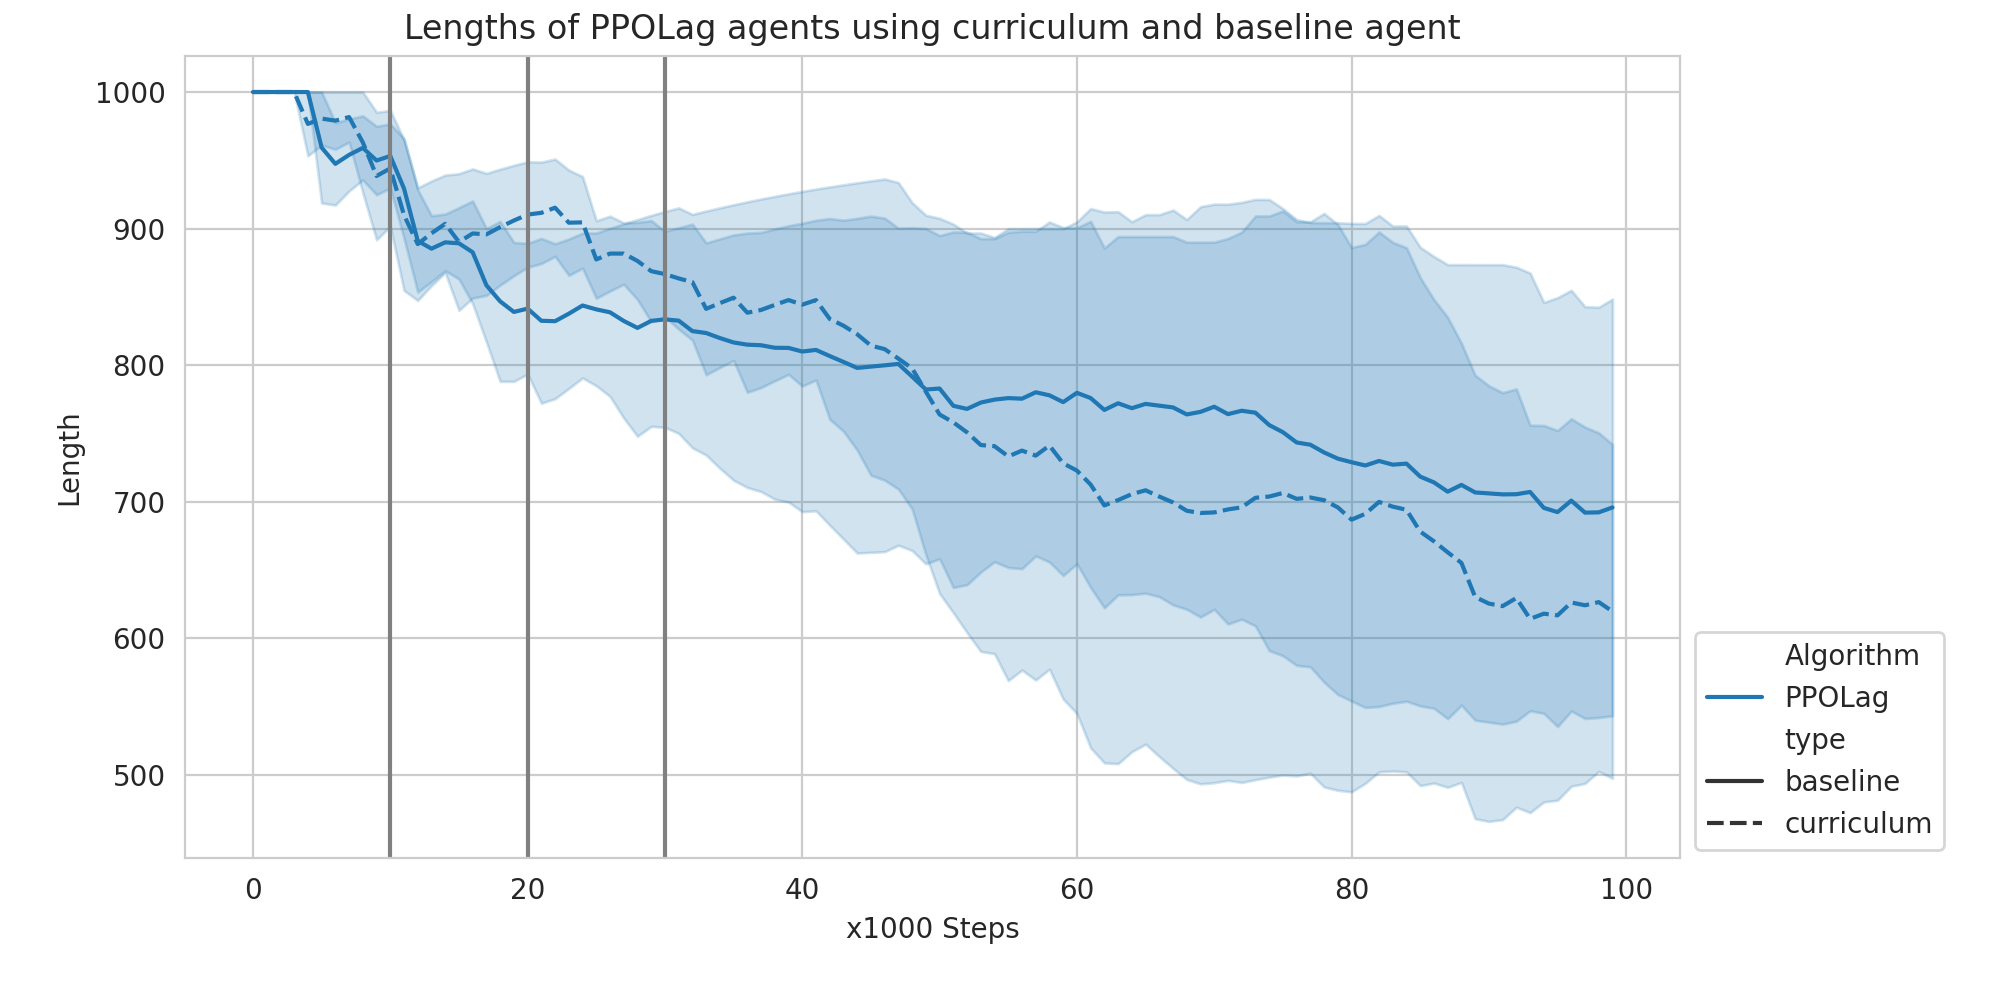 Lengths of PPOLag agents using curriculum and baseline agent
1000
900
800
700
600
500
Length
0 20 40 60 80 100
x1000 Steps
Algorithm
PPOLag
type
baseline
curriculum